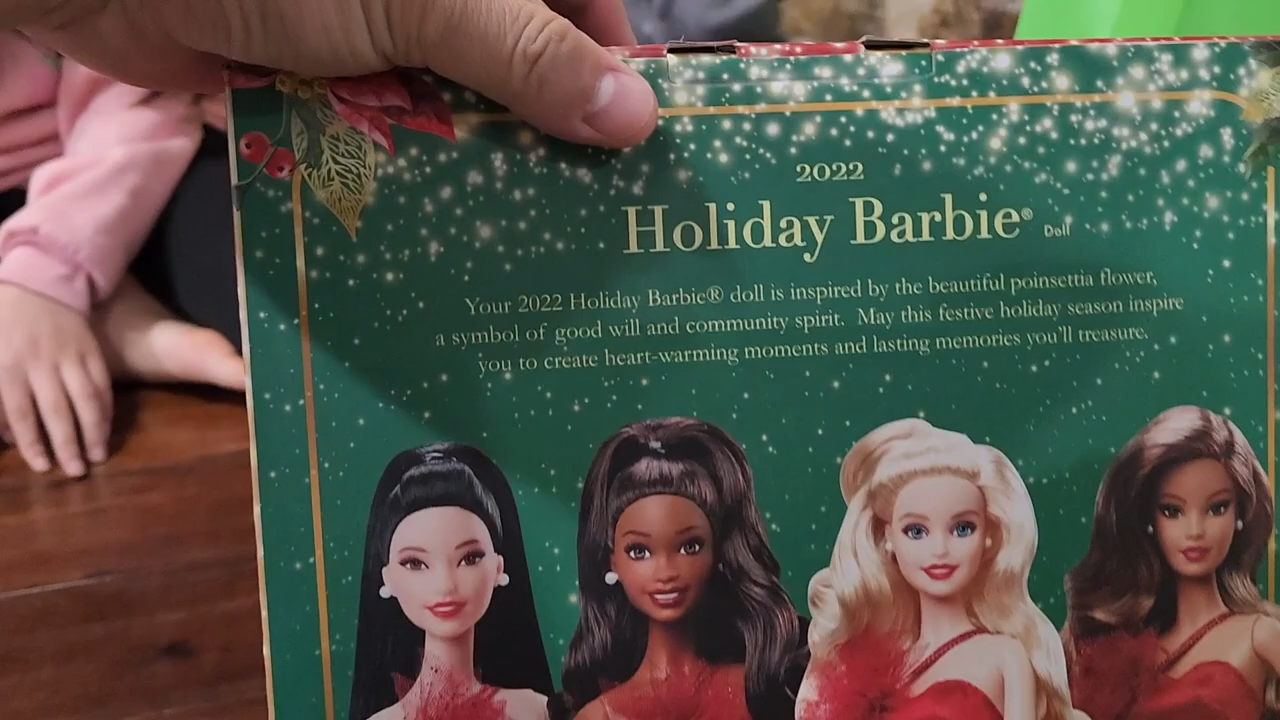 2022
Holiday Barbie® Doll
Your 2022 Holiday Barbie® doll is inspired by the beautiful poinsettia flower,
a symbol of good will and community spirit. May this festive holiday season inspire
you to create heart-warming moments and lasting memories you'll treasure.